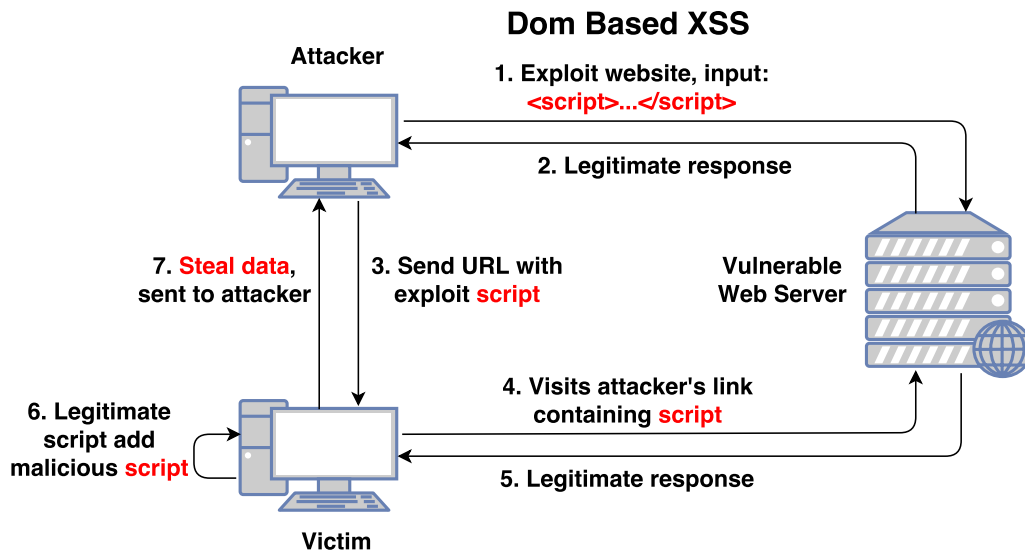 Dom Based XSS
Attacker
1. Exploit website, input:
<script>...</script>
2. Legitimate response
7. Steal data,
sent to attacker
3. Send URL with
exploit script
Vulnerable
Web Server
4. Visits attacker's link
containing script
6. Legitimate
script add
malicious script
5. Legitimate response
Victim